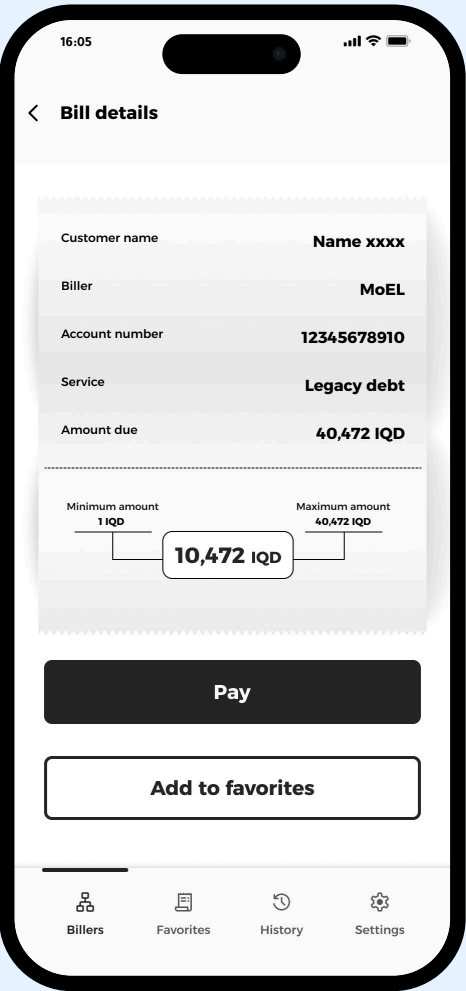 16:05
Bill details
Customer name Name xxxx
Biller MoEL
Account number 12345678910
Service Legacy debt
Amount due 40,472 IQD
Minimum amount Maximum amount
1 IQD 40,472 IQD
10,472 IQD
Pay
Add to favorites
Billers Favorites History Settings